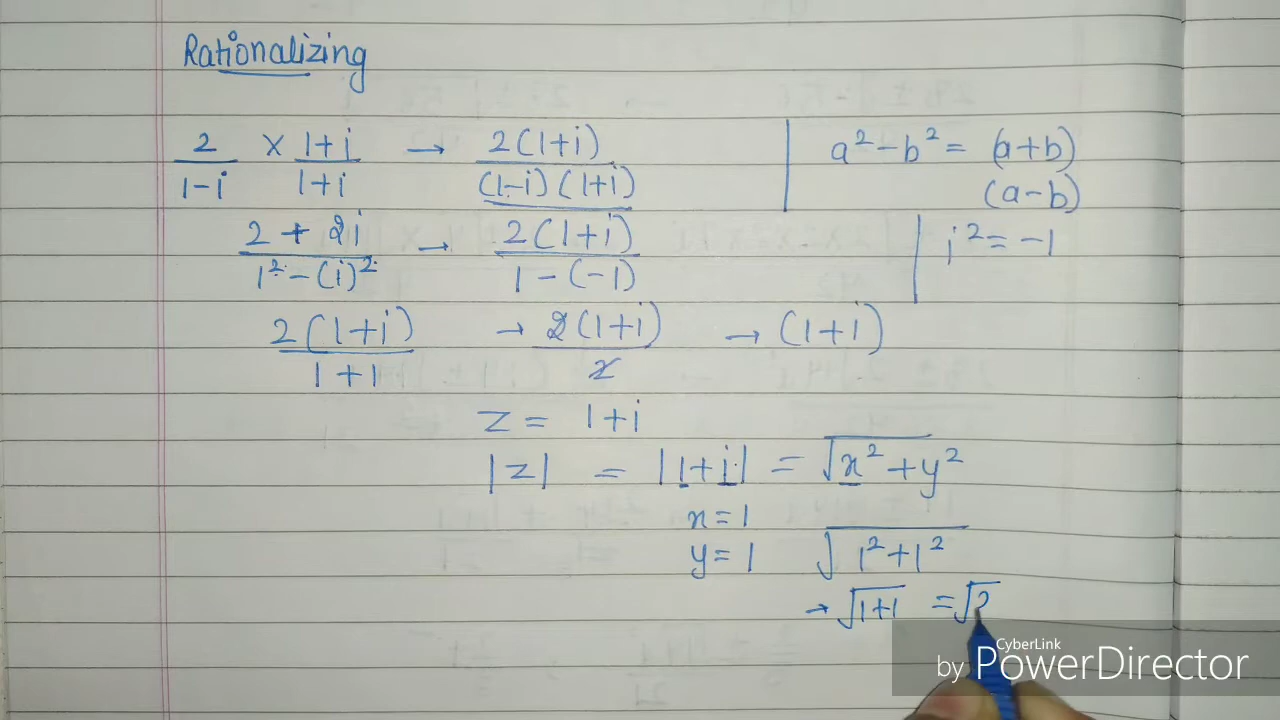 Rationalizing
2/(1-i) × (1+i)/(1+i) → 2(1+i)/((1-i)(1+i))
a² - b² = (a+b)
(a-b)
(2 + 2i)/(1² - (i)²) → 2(1+i)/(1-(-1))
i² = -1
2(1+i)/(1+1) → 2(1+i)/2 → (1+i)
z = 1+i
|z| = |1+i| = √(x² + y²)
x = 1
y = 1 √(1² + 1²)
→ √(1+1) = √2
CyberLink
by PowerDirector